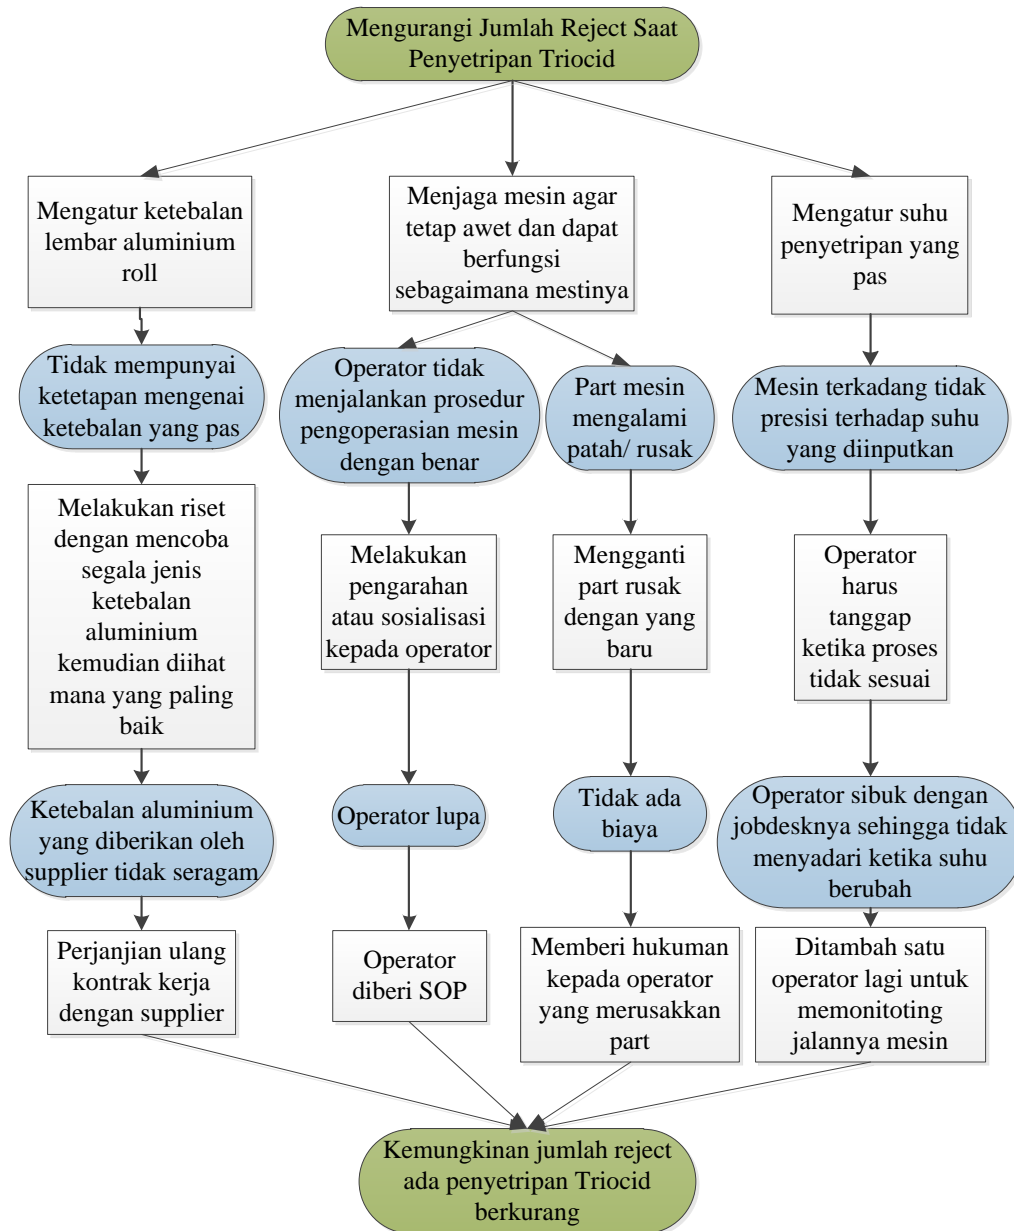 Mengurangi Jumlah Reject Saat
Penyetripan Triocid
Mengatur ketebalan
lembar aluminium
roll
Menjaga mesin agar
tetap awet dan dapat
berfungsi
sebagaimana mestinya
Mengatur suhu
penyetripan yang
pas
Tidak mempunyai
ketetapan mengenai
ketebalan yang pas
Operator tidak
menjalankan prosedur
pengoperasian mesin
dengan benar
Part mesin
mengalami
patah/ rusak
Mesin terkadang tidak
presisi terhadap suhu
yang diinputkan
Melakukan riset
dengan mencoba
segala jenis
ketebalan
aluminium
kemudian diihat
mana yang paling
baik
Melakukan
pengarahan
atau sosialisasi
kepada operator
Mengganti
part rusak
dengan yang
baru
Operator
harus
tanggap
ketika proses
tidak sesuai
Ketebalan aluminium
yang diberikan oleh
supplier tidak seragam
Operator lupa
Tidak ada
biaya
Operator sibuk dengan
jobdesknya sehingga tidak
menyadari ketika suhu
berubah
Perjanjian ulang
kontrak kerja
dengan supplier
Operator
diberi SOP
Memberi hukuman
kepada operator
yang merusakkan
part
Ditambah satu
operator lagi untuk
memonitoting
jalannya mesin
Kemungkinan jumlah reject
ada penyetripan Triocid
berkurang